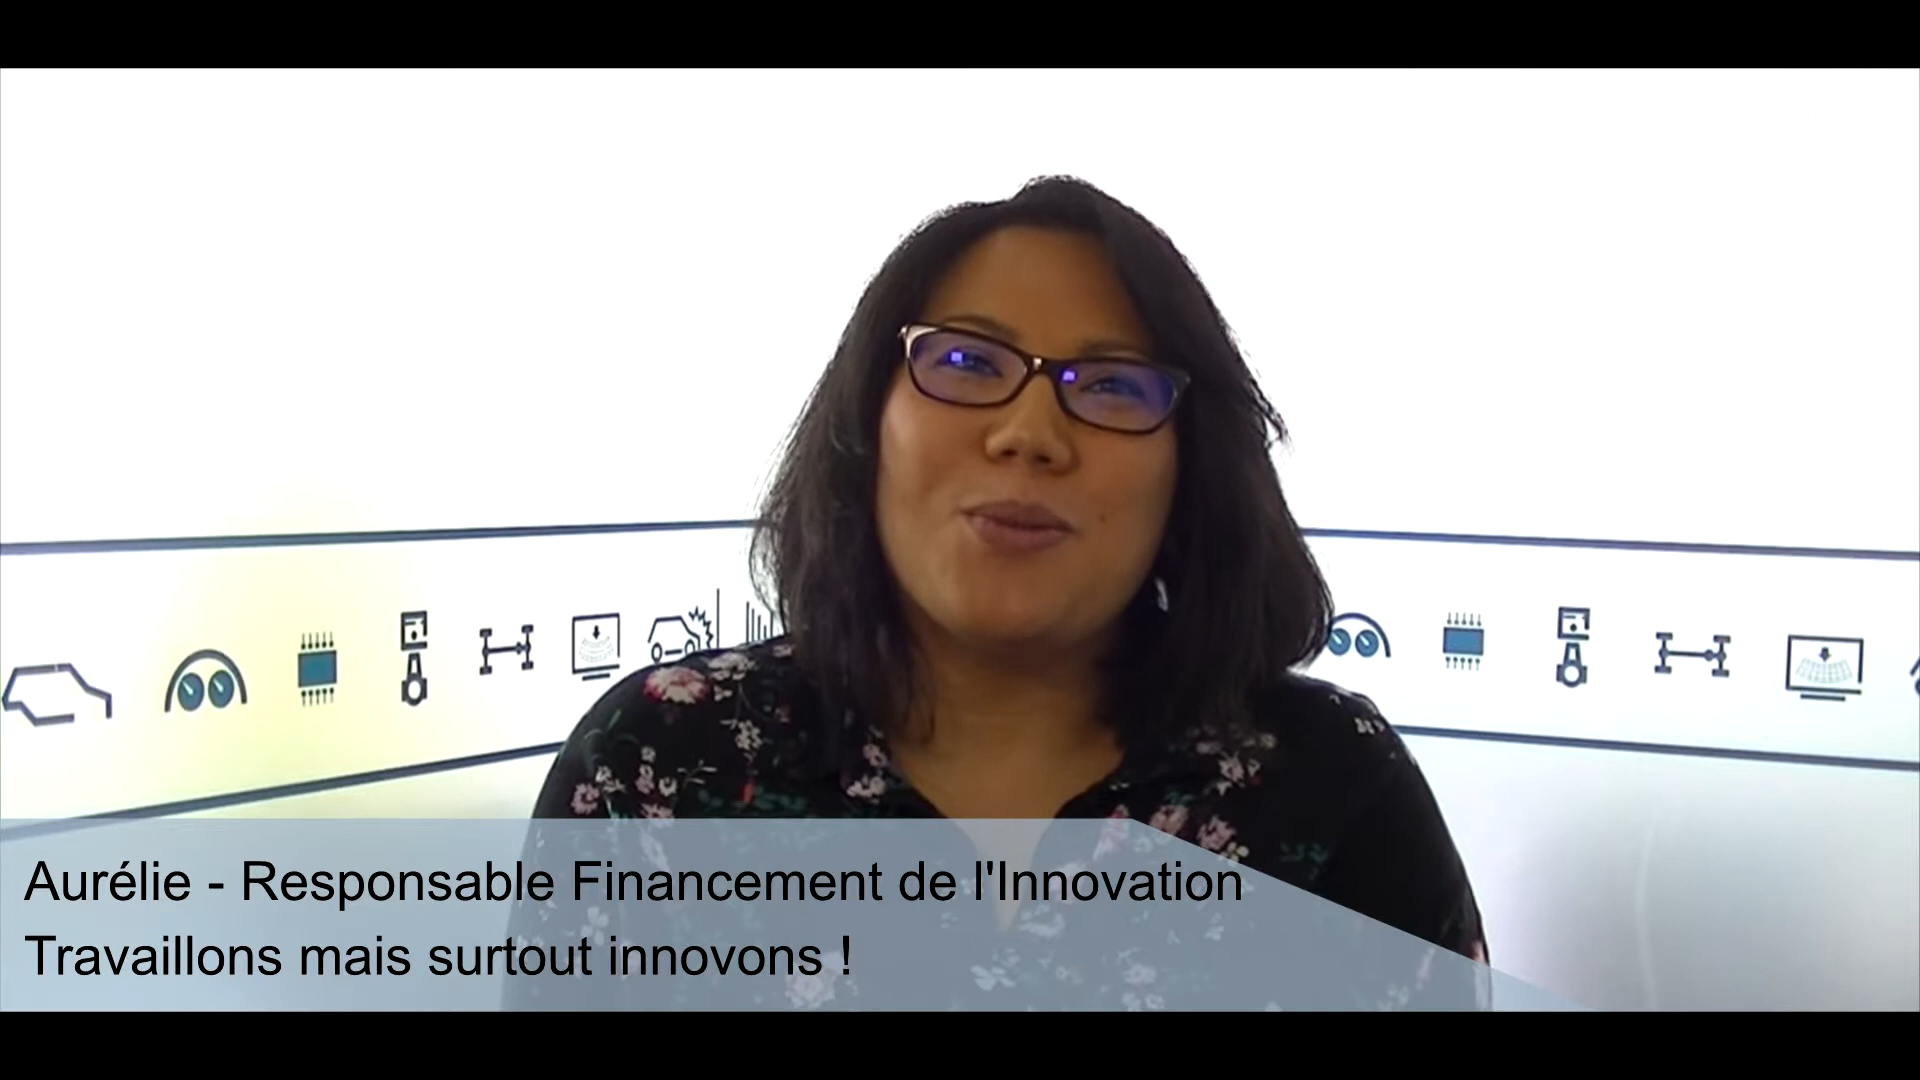 Aurélie - Responsable Financement de l'Innovation
Travaillons mais surtout innovons !